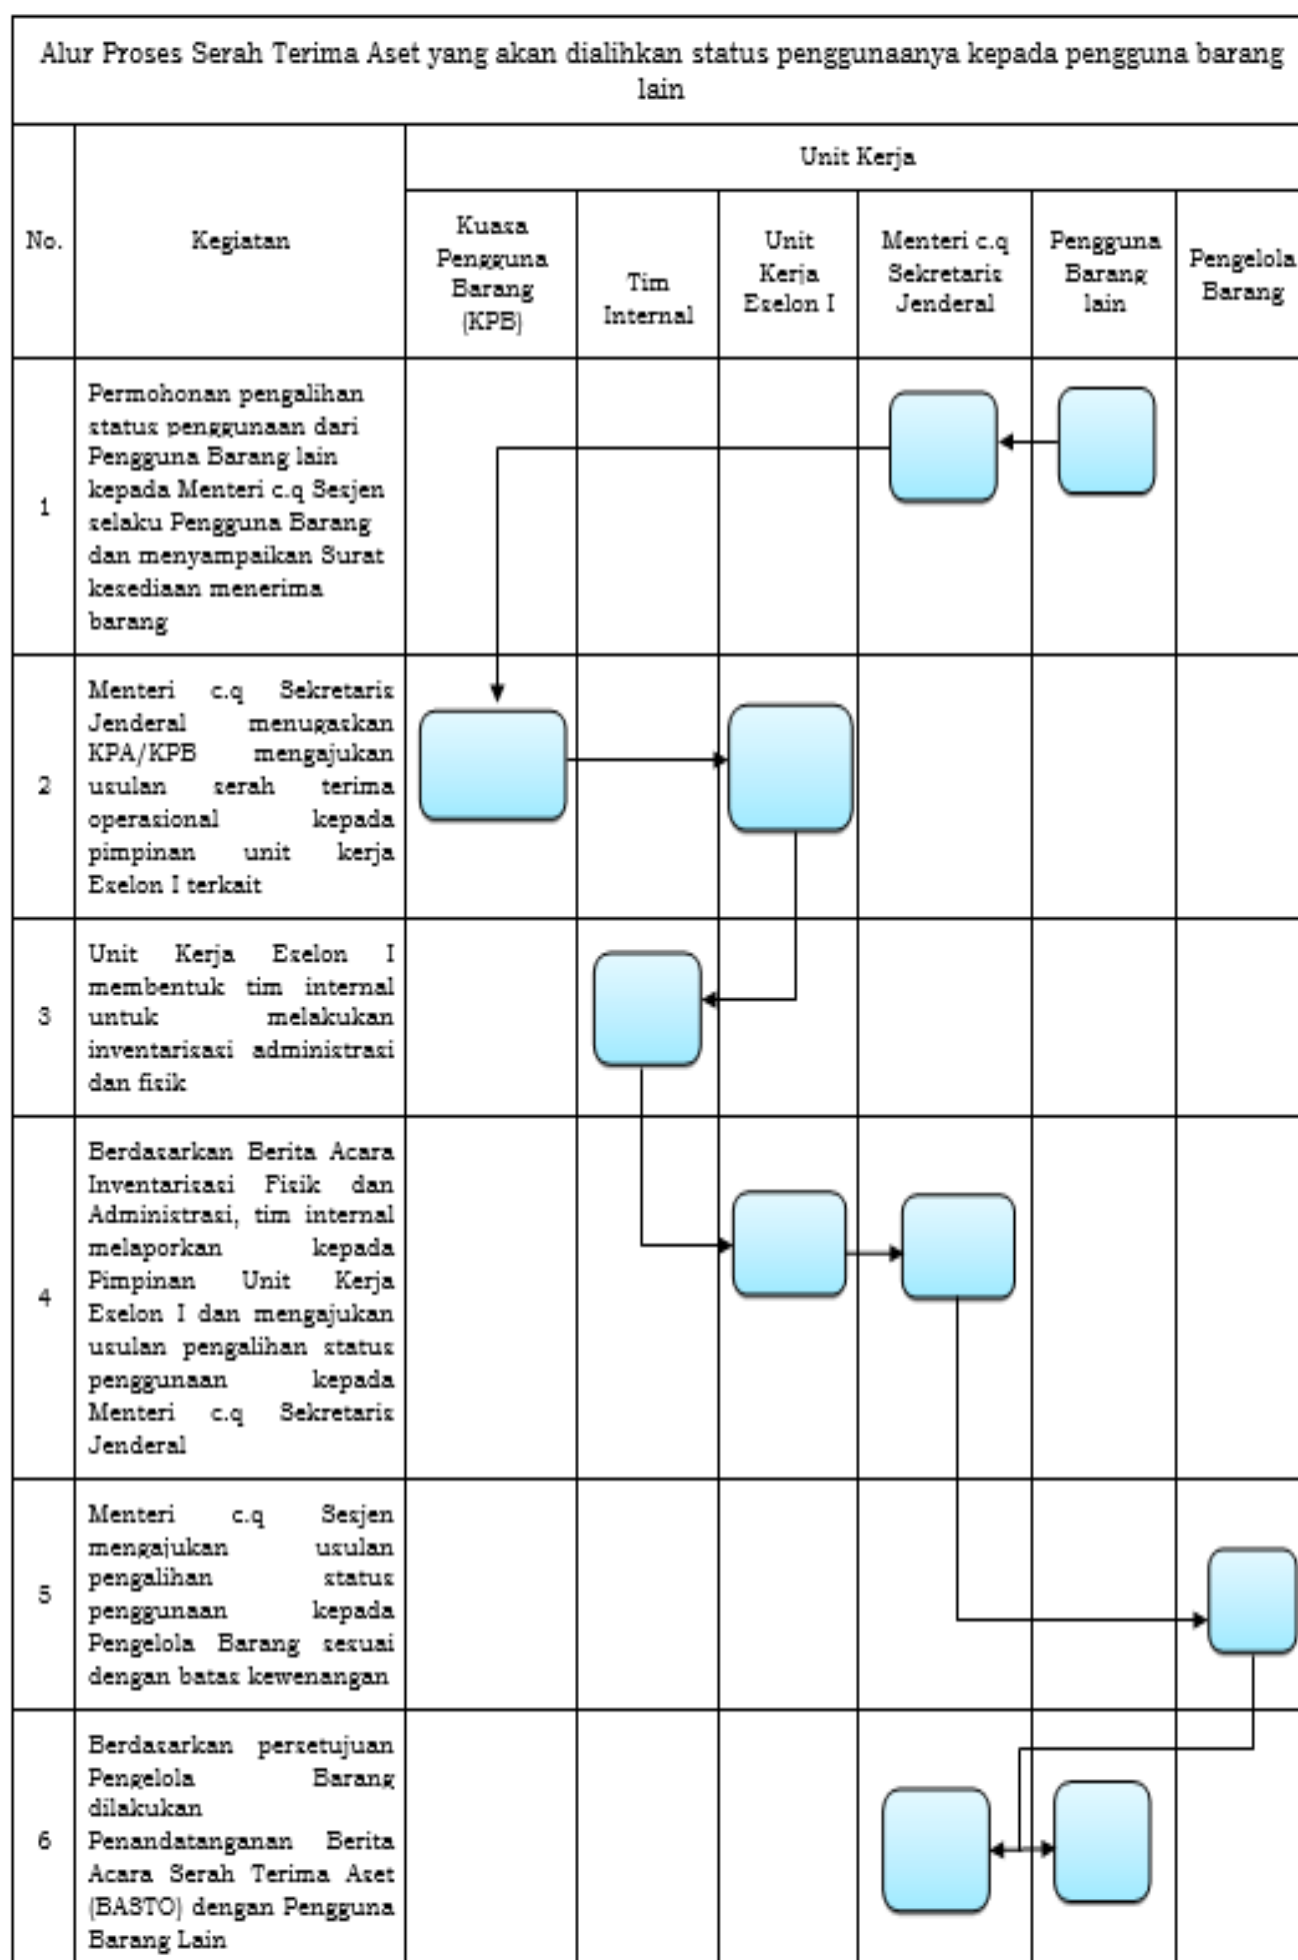 Alur Proses Serah Terima Aset yang akan dialihkan status penggunaanya kepada pengguna barang
lain
No.
Kegiatan
Unit Kerja
Kuasa
Pengguna
Barang
(KPB)
Tim
Internal
Unit
Kerja
Eselon I
Menteri c.q
Sekretaris
Jenderal
Pengguna
Barang
lain
Pengelola
Barang
1
Permohonan pengalihan
status penggunaan dari
Pengguna Barang lain
kepada Menteri c.q Sesjen
selaku Pengguna Barang
dan menyampaikan Surat
kesediaan menerima
barang
2
Menteri c.q Sekretaris
Jenderal menugaskan
KPA/KPB mengajukan
usulan serah terima
operasional kepada
pimpinan unit kerja
Eselon I terkait
3
Unit Kerja Eselon I
membentuk tim internal
untuk melakukan
inventarisasi administrasi
dan fisik
4
Berdasarkan Berita Acara
Inventarisasi Fisik dan
Administrasi, tim internal
melaporkan kepada
Pimpinan Unit Kerja
Eselon I dan mengajukan
usulan pengalihan status
penggunaan kepada
Menteri c.q Sekretaris
Jenderal
5
Menteri c.q Sesjen
mengajukan usulan
pengalihan status
penggunaan kepada
Pengelola Barang sesuai
dengan batas kewenangan
6
Berdasarkan persetujuan
Pengelola Barang
dilakukan
Penandatanganan Berita
Acara Serah Terima Aset
(BASTO) dengan Pengguna
Barang Lain